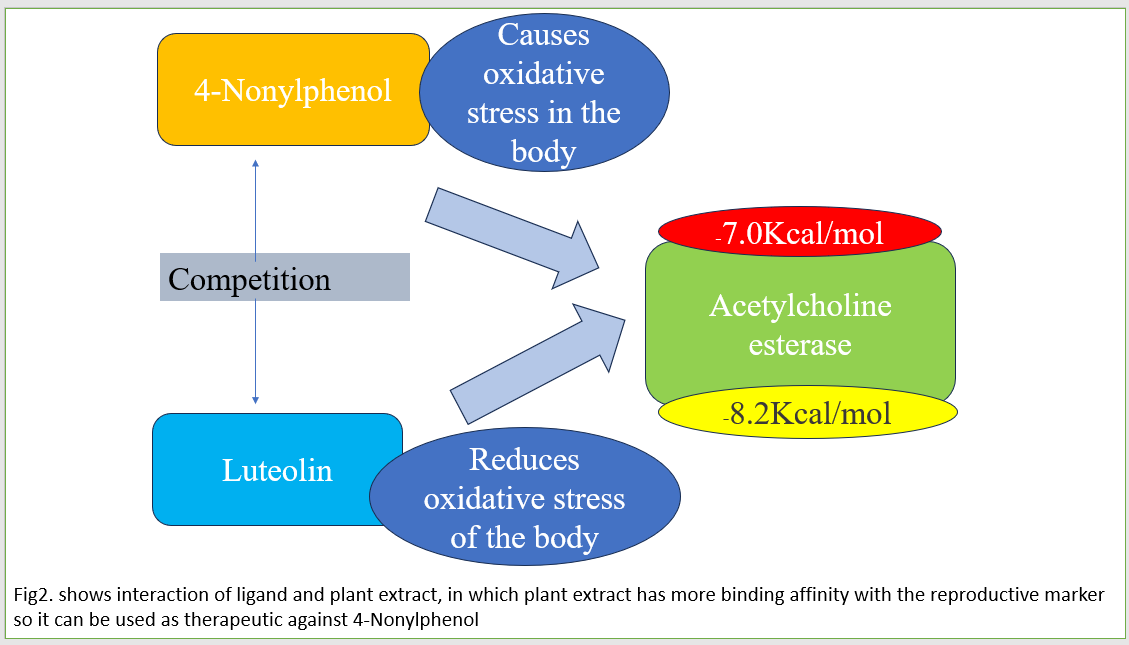 4-Nonylphenol
Causes
oxidative
stress in the
body
-7.0Kcal/mol
Competition
Acetylcholine
esterase
-8.2Kcal/mol
Luteolin
Reduces
oxidative stress
of the body
Fig2. shows interaction of ligand and plant extract, in which plant extract has more binding affinity with the reproductive marker
so it can be used as therapeutic against 4-Nonylphenol